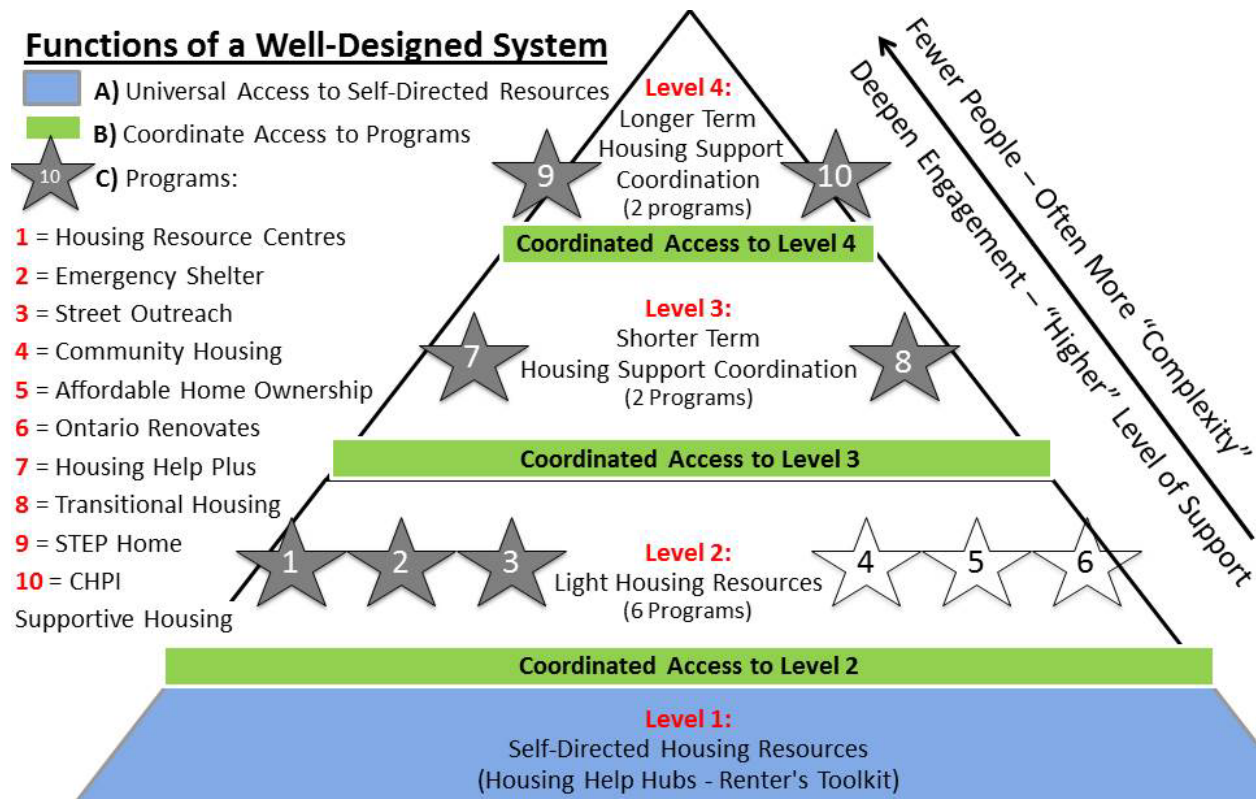 Functions of a Well-Designed System
A) Universal Access to Self-Directed Resources
B) Coordinate Access to Programs
10
C) Programs:
1 = Housing Resource Centres
2 = Emergency Shelter
3 = Street Outreach
4 = Community Housing
5 = Affordable Home Ownership
6 = Ontario Renovates
7 = Housing Help Plus
8 = Transitional Housing
9 = STEP Home
10 = CHPI
Supportive Housing
Level 4:
Longer Term
Housing Support
Coordination
(2 programs)
9
10
Coordinated Access to Level 4
Level 3:
Shorter Term
Housing Support Coordination
(2 Programs)
7
8
Coordinated Access to Level 3
1
2
3
Level 2:
Light Housing Resources
(6 Programs)
4
5
6
Coordinated Access to Level 2
Level 1:
Self-Directed Housing Resources
(Housing Help Hubs - Renter's Toolkit)
Fewer People – Often More “Complexity”
Deepen Engagement – “Higher” Level of Support